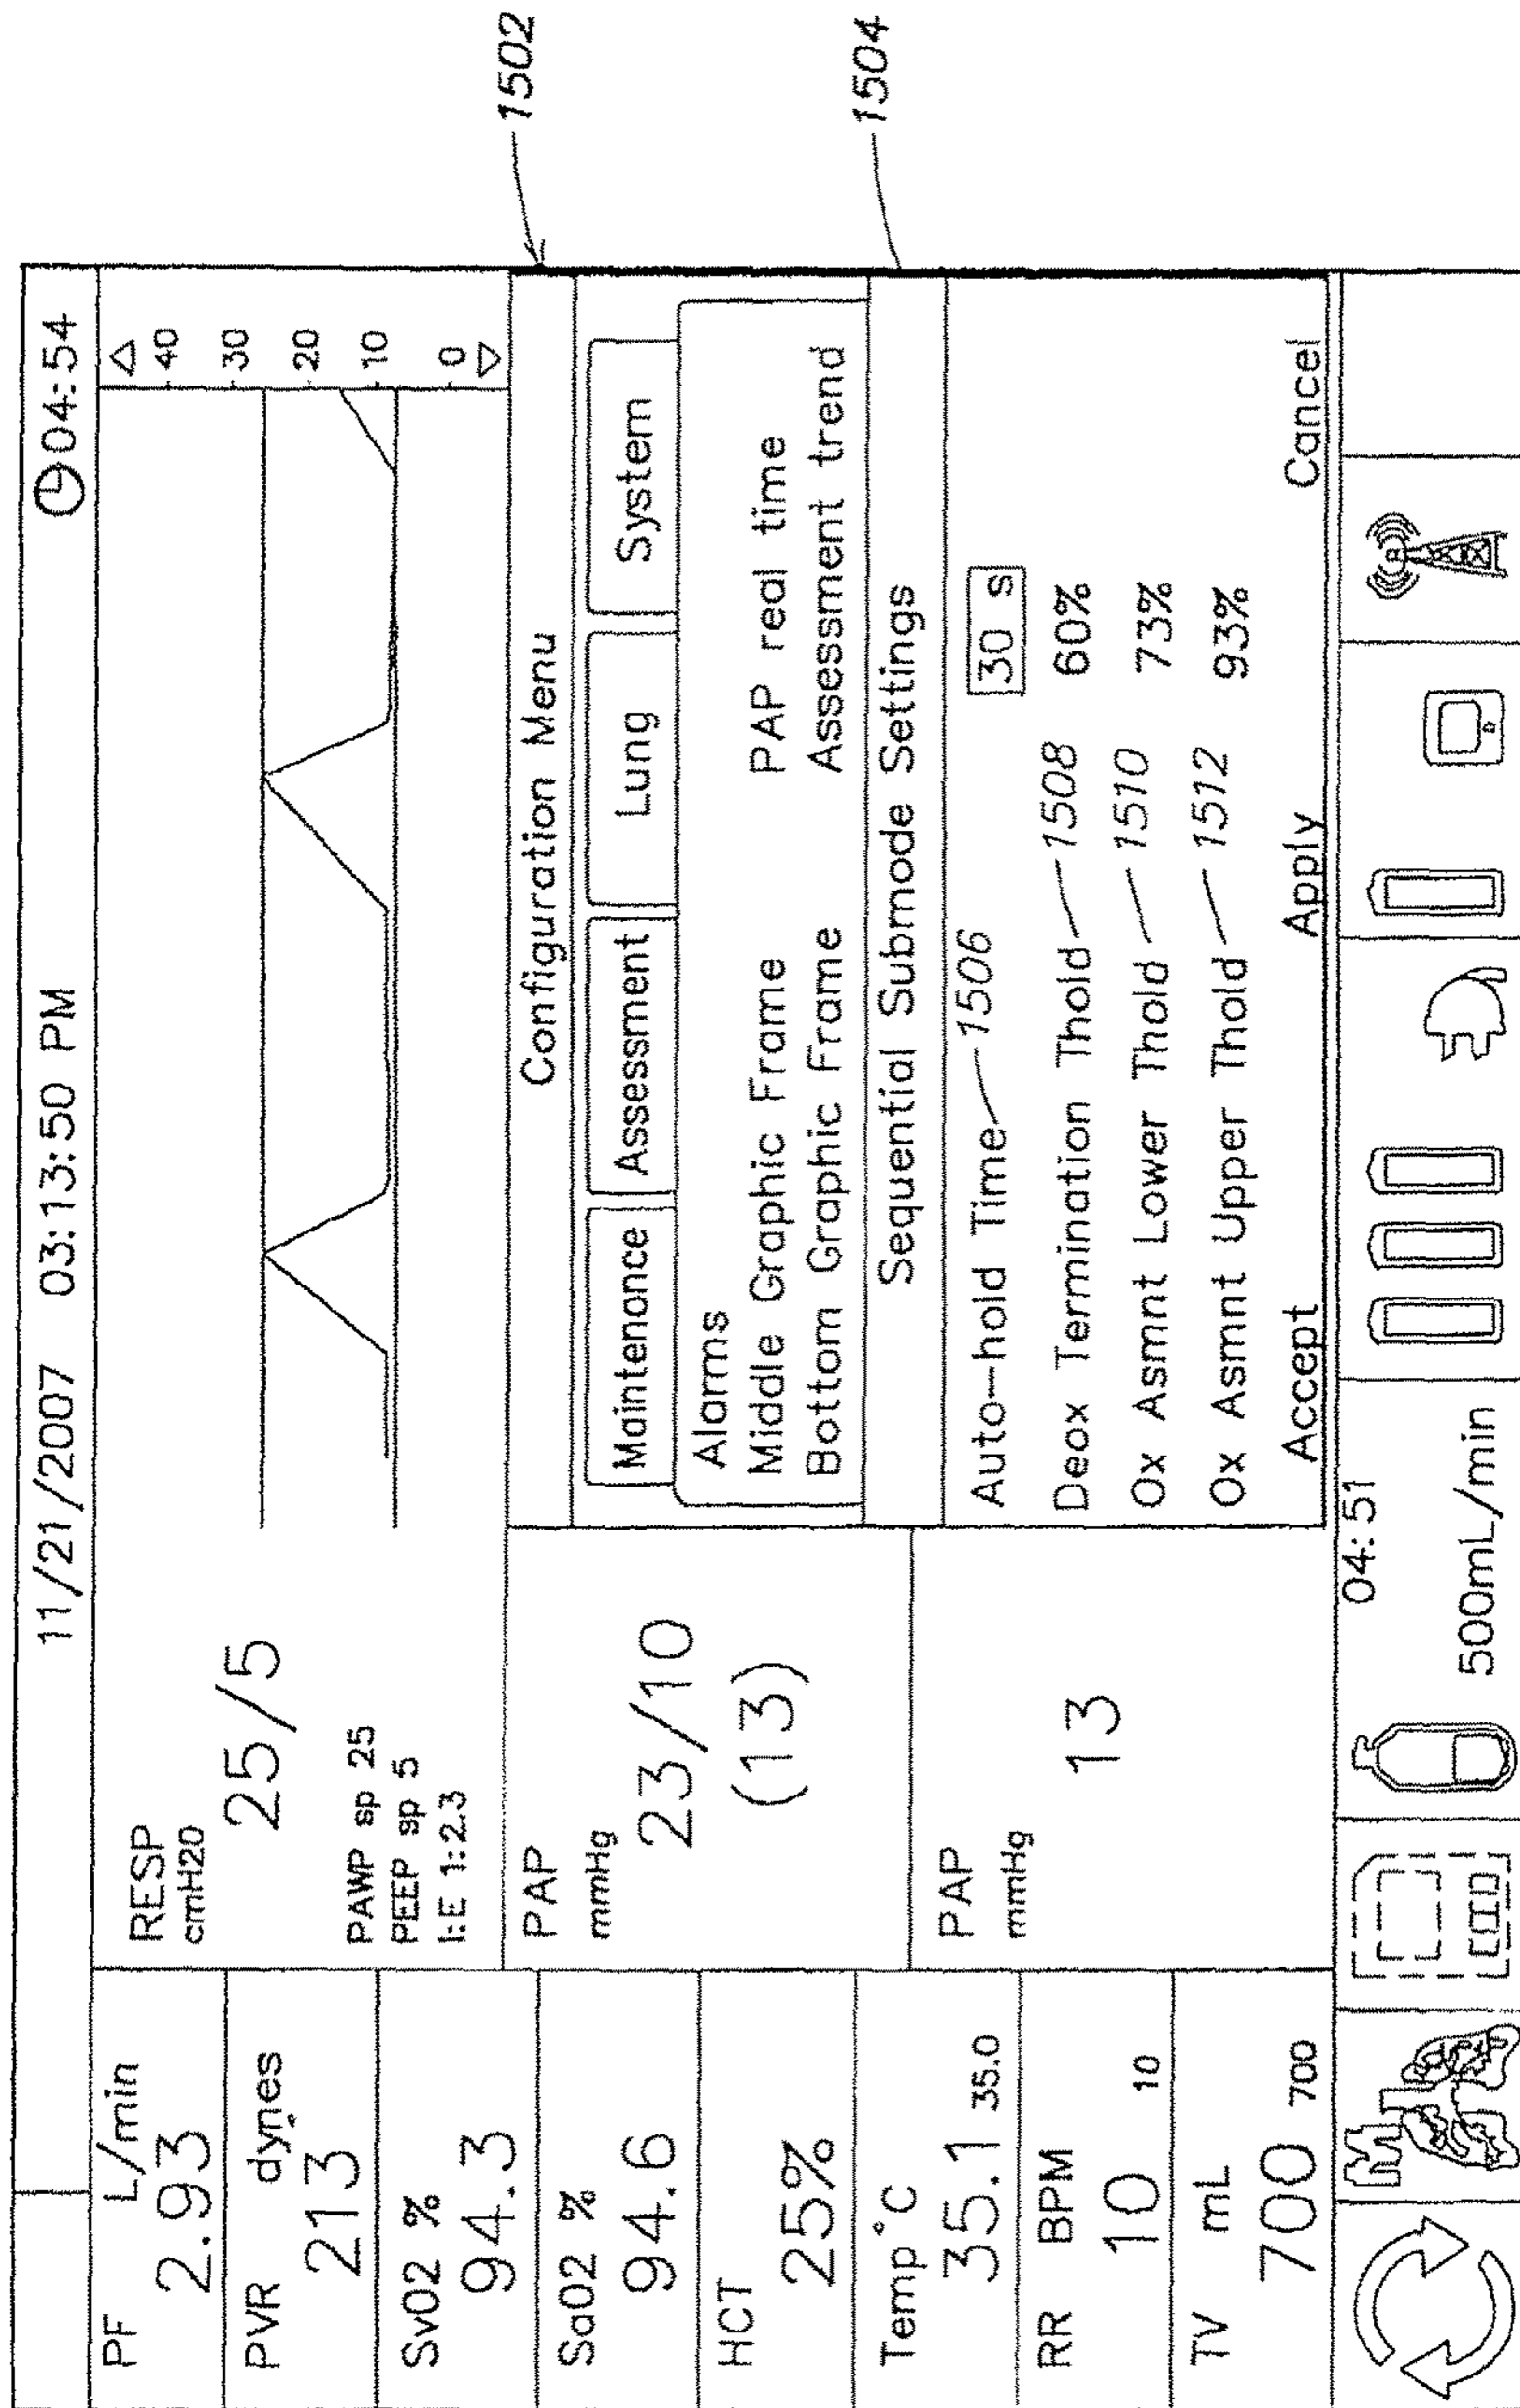 11/21/2007 03:13:50 PM
04:54
PF L/min
2.93
PVR dynes
213
SvO2 %
94.3
SaO2 %
94.6
HCT
25%
Temp °C
35.1 35.0
RR BPM
10 10
TV mL
700 700
RESP
cmH20
25/5
PAWP sp 25
PEEP sp 5
I:E 1:2.3
40
30
20
10
0
PAP
mmHg
23/10
(13)
PAP
mmHg
13
1502
Configuration Menu
Maintenance Assessment Lung System
Alarms
Middle Graphic Frame PAP real time
Bottom Graphic Frame Assessment trend
1504
Sequential Submode Settings
Auto-hold Time 1506 30 s
Deox Termination Thold 1508 60%
Ox Asmnt Lower Thold 1510 73%
Ox Asmnt Upper Thold 1512 93%
Accept Apply Cancel
04:51
500mL/min